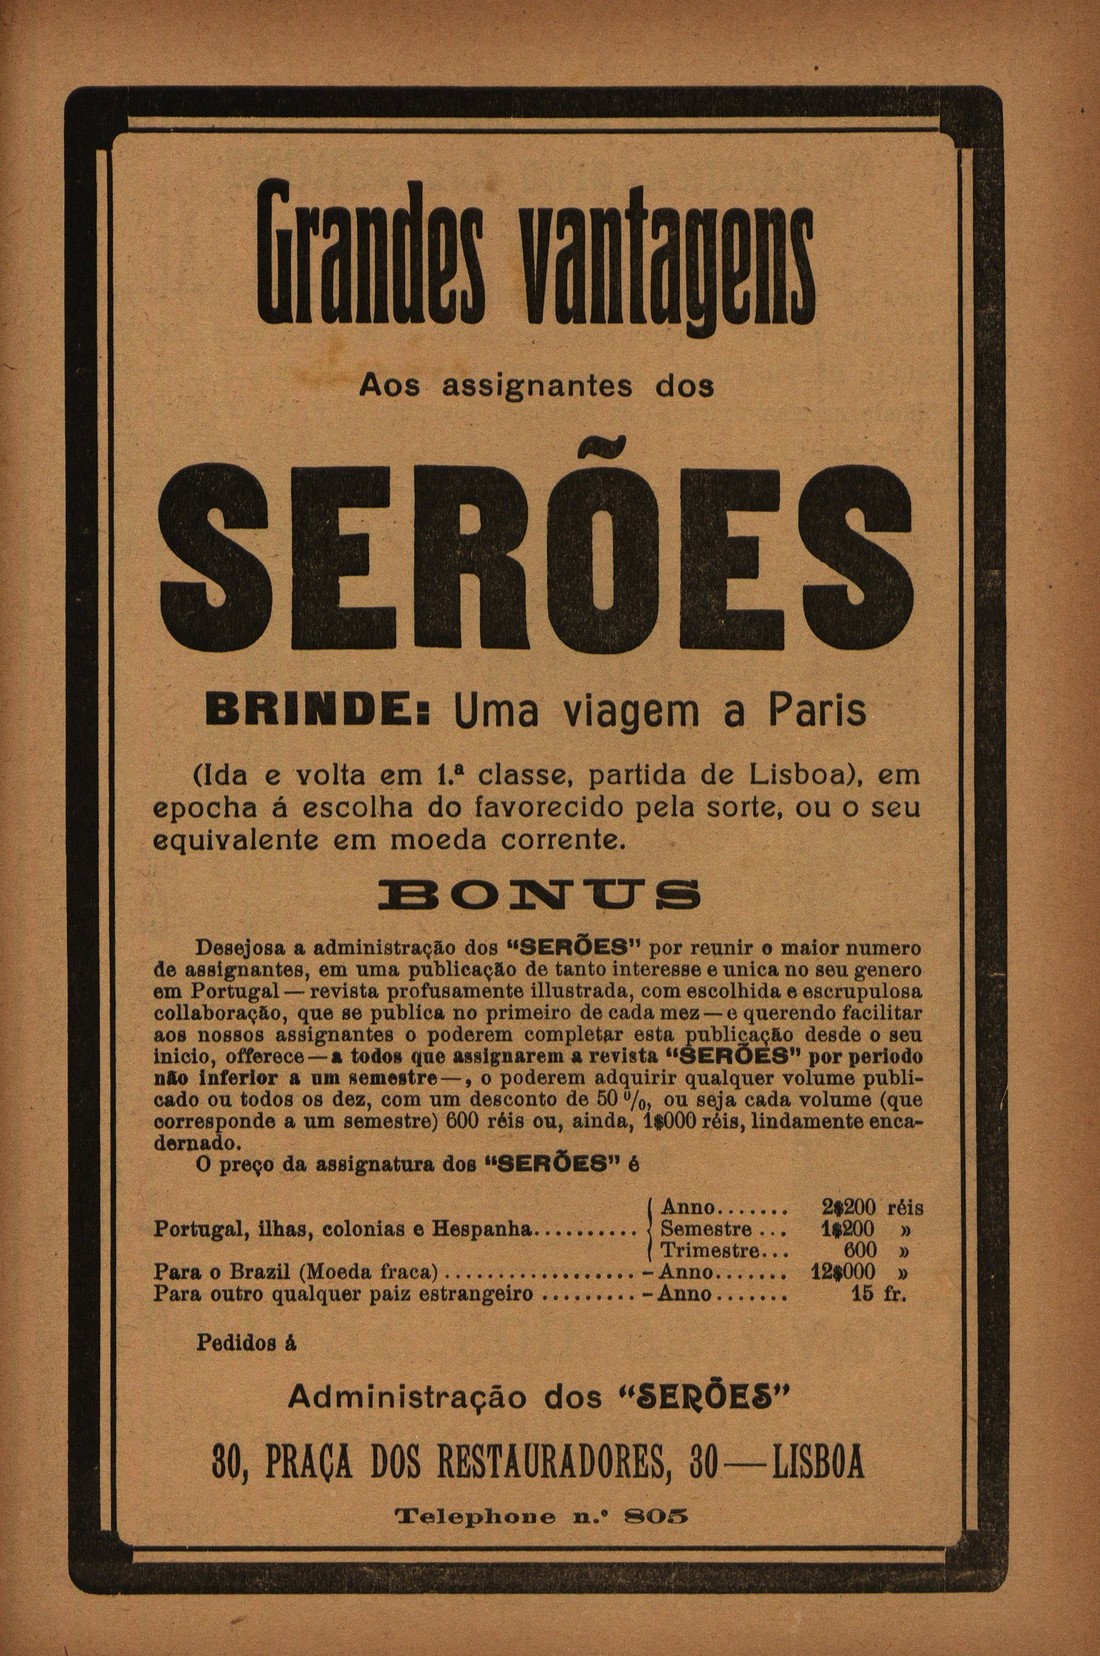 Grandes vantagens
Aos assignantes dos
SERÕES
BRINDE: Uma viagem a Paris
(Ida e volta em 1.ª classe, partida de Lisboa), em
epocha á escolha do favorecido pela sorte, ou o seu
equivalente em moeda corrente.
BONUS
Desejosa a administração dos “SERÕES” por reunir o maior numero
de assignantes, em uma publicação de tanto interesse e unica no seu genero
em Portugal — revista profusamente illustrada, com escolhida e escrupulosa
collaboração, que se publica no primeiro de cada mez — e querendo facilitar
aos nossos assignantes o poderem completar esta publicação desde o seu
inicio, offerece — a todos que assignarem a revista “SERÕES” por periodo
não inferior a um semestre —, o poderem adquirir qualquer volume publi-
cado ou todos os dez, com um desconto de 50 %, ou seja cada volume (que
corresponde a um semestre) 600 réis ou, ainda, 1$000 réis, lindamente enca-
dernado.
O preço da assignatura dos “SERÕES” é
Anno....... 2$200 réis
Portugal, ilhas, colonias e Hespanha.......... Semestre ... 1$200 »
Trimestre... 600 »
Para o Brazil (Moeda fraca) .................. - Anno....... 12$000 »
Para outro qualquer paiz estrangeiro ......... - Anno....... 15 fr.
Pedidos á
Administração dos “SERÕES”
30, PRAÇA DOS RESTAURADORES, 30 — LISBOA
Telephone n.º 805